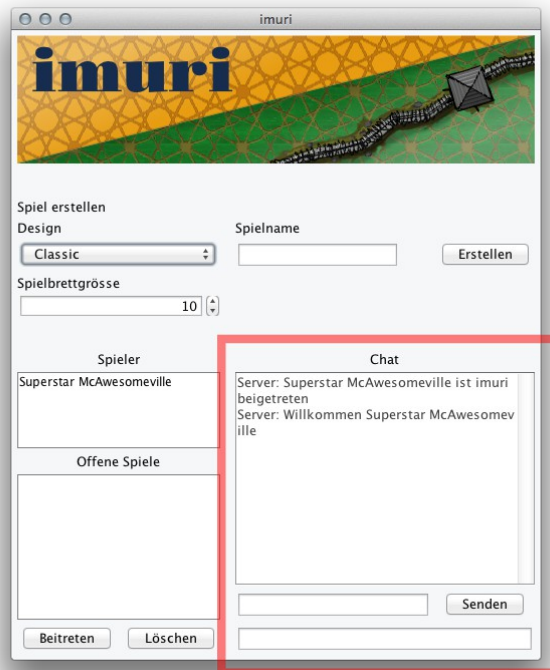 imuri
imuri
Spiel erstellen
Design
Spielname
Classic
Erstellen
Spielbrettgrösse
10
Spieler
Superstar McAwesomeville
Offene Spiele
Beitreten
Löschen
Chat
Server: Superstar McAwesomeville ist imuri
beigetreten
Server: Willkommen Superstar McAwesomev
ille
Senden